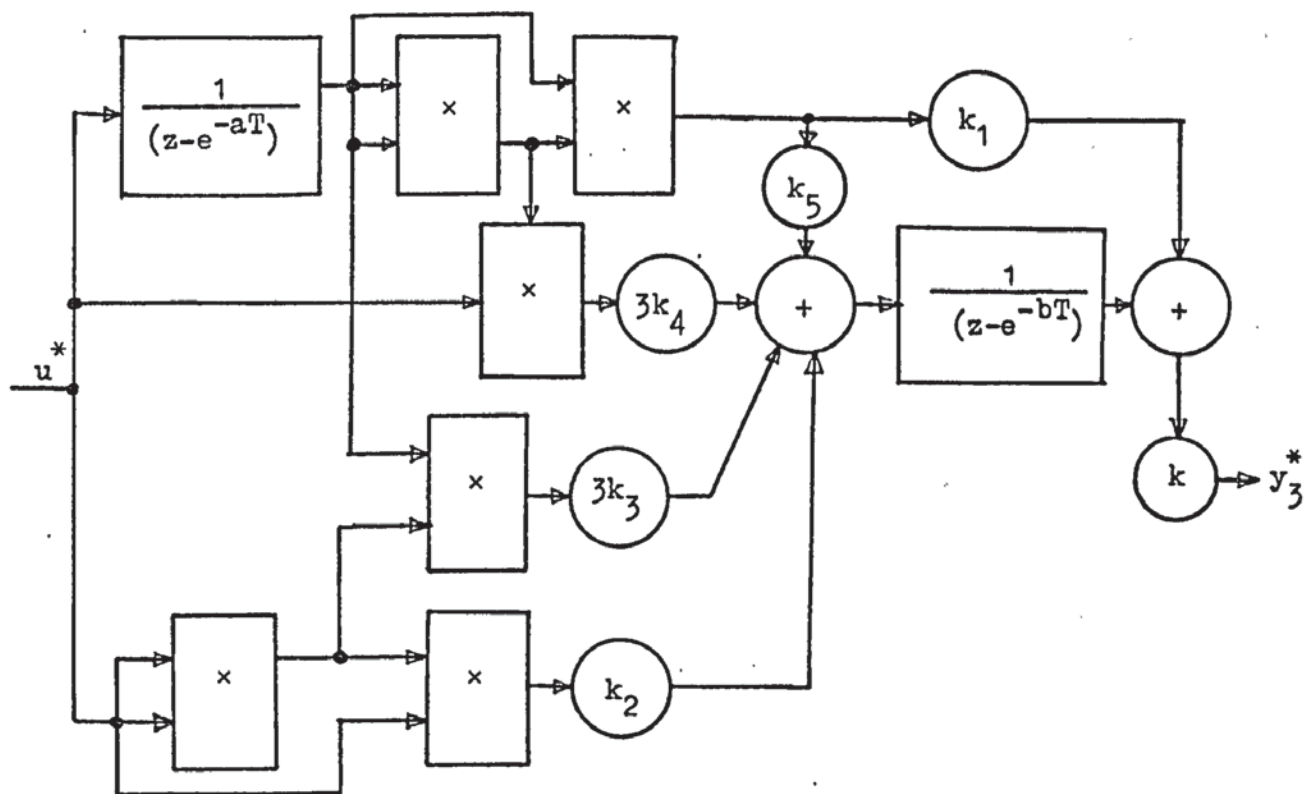 1
(z-e^-aT)
×
×
k1
k5
×
3k4
+
1
(z-e^-bT)
+
u*
×
3k3
k
y3*
×
×
k2